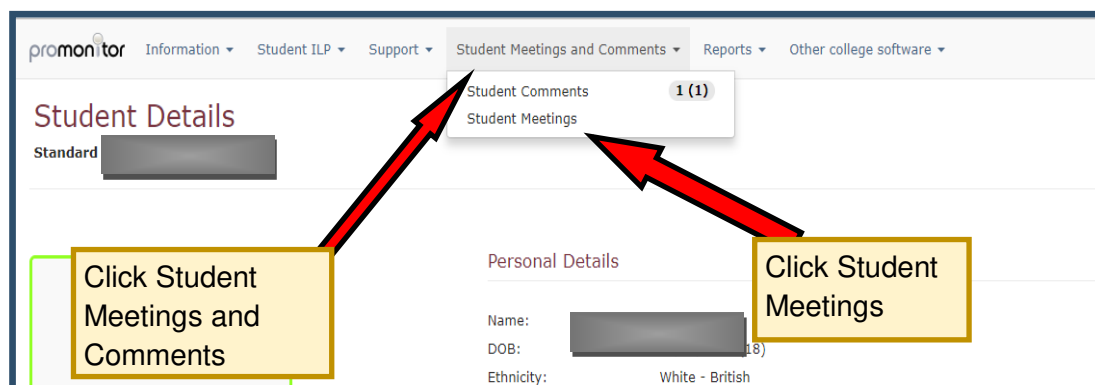 promonitor Information Student ILP Support Student Meetings and Comments Reports Other college software
Student Comments 1 (1)
Student Meetings
Student Details
Standard
Click Student
Meetings and
Comments
Personal Details
Click Student
Meetings
Name:
DOB: 18)
Ethnicity: White - British